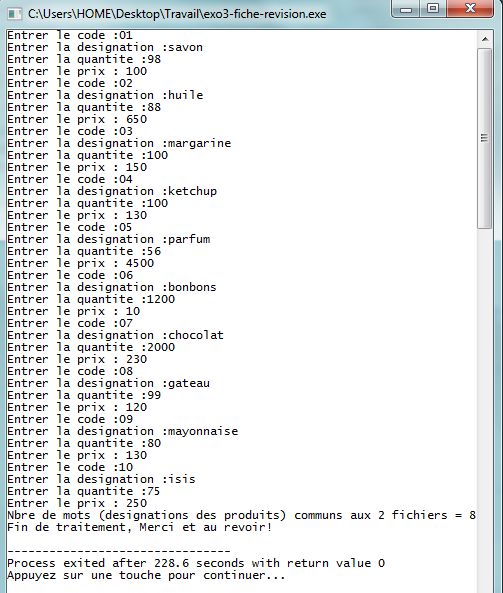 C:\Users\HOME\Desktop\Travail\exo3-fiche-revision.exe
Entrer le code :01
Entrer la designation :savon
Entrer la quantite :98
Entrer le prix : 100
Entrer le code :02
Entrer la designation :huile
Entrer la quantite :88
Entrer le prix : 650
Entrer le code :03
Entrer la designation :margarine
Entrer la quantite :100
Entrer le prix : 150
Entrer le code :04
Entrer la designation :ketchup
Entrer la quantite :100
Entrer le prix : 130
Entrer le code :05
Entrer la designation :parfum
Entrer la quantite :56
Entrer le prix : 4500
Entrer le code :06
Entrer la designation :bonbons
Entrer la quantite :1200
Entrer le prix : 10
Entrer le code :07
Entrer la designation :chocolat
Entrer la quantite :2000
Entrer le prix : 230
Entrer le code :08
Entrer la designation :gateau
Entrer la quantite :99
Entrer le prix : 120
Entrer le code :09
Entrer la designation :mayonnaise
Entrer la quantite :80
Entrer le prix : 130
Entrer le code :10
Entrer la designation :isis
Entrer la quantite :75
Entrer le prix : 250
Nbre de mots (designations des produits) communs aux 2 fichiers = 8
Fin de traitement, Merci et au revoir!
--------------------------------
Process exited after 228.6 seconds with return value 0
Appuyez sur une touche pour continuer...